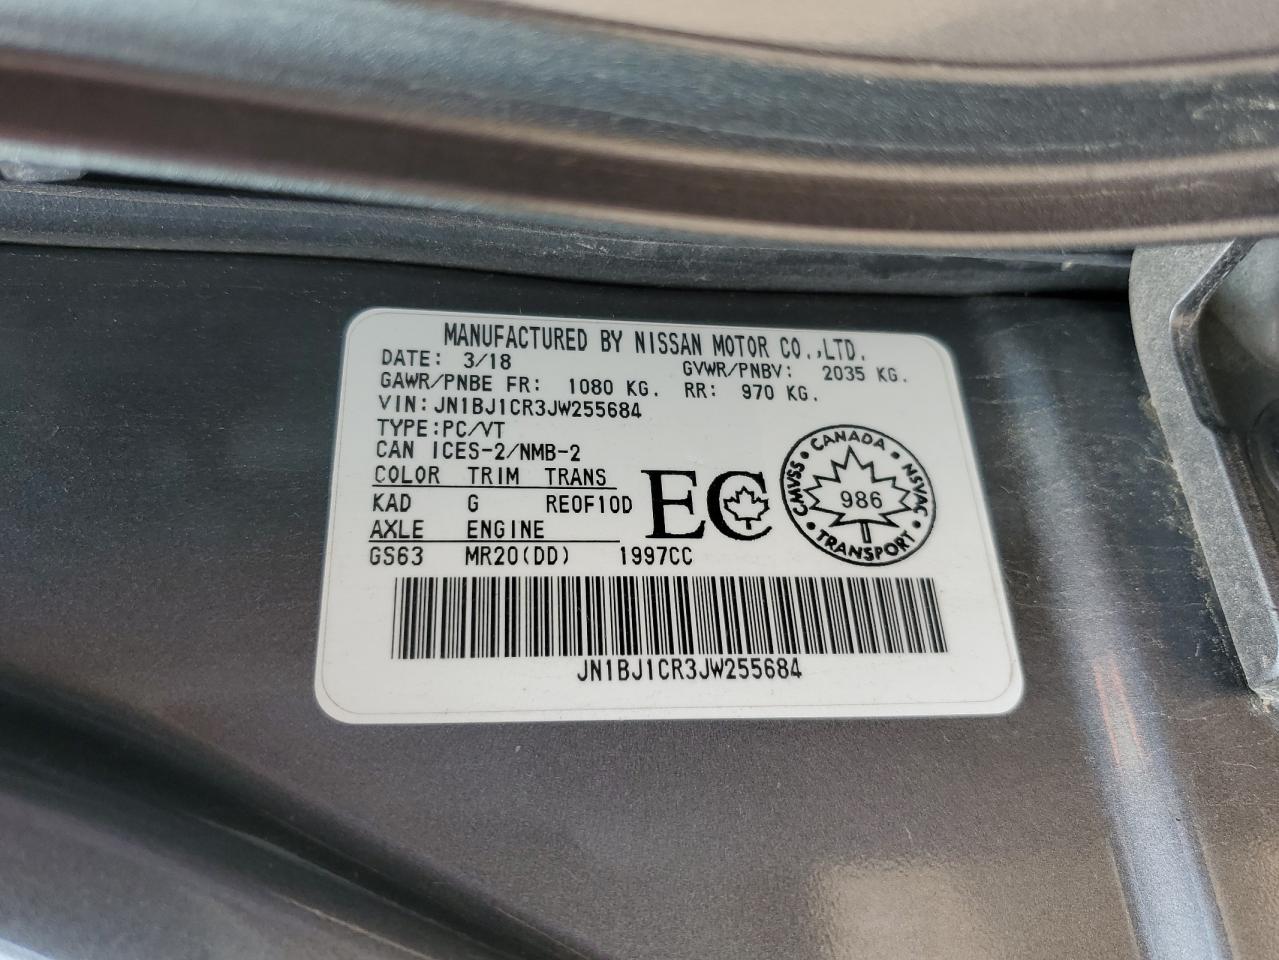 MANUFACTURED BY NISSAN MOTOR CO.,LTD.
DATE: 3/18 GVWR/PNBV: 2035 KG.
GAWR/PNBE FR: 1080 KG. RR: 970 KG.
VIN:JN1BJ1CR3JW255684
TYPE:PC/VT
CAN ICES-2/NMB-2
COLOR TRIM TRANS
KAD G RE0F10D
AXLE ENGINE
GS63 MR20(DD) 1997CC
EC
CANADA
CMVSS • NSVAC
986
TRANSPORT
JN1BJ1CR3JW255684